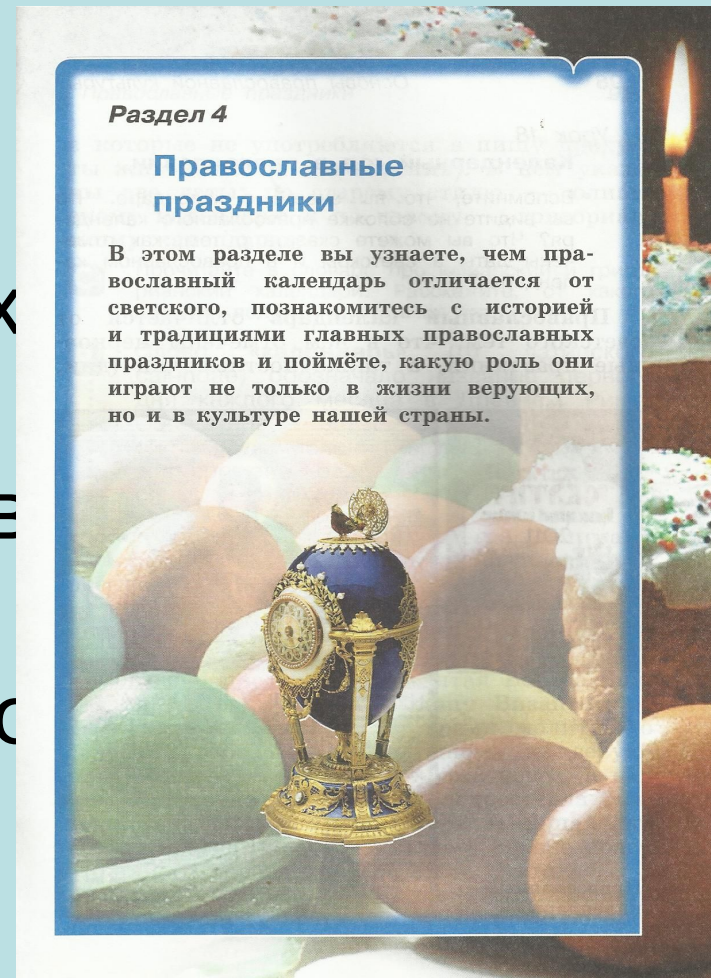 Раздел 4
Православные
праздники
В этом разделе вы узнаете, чем пра-
вославный календарь отличается от
светского, познакомитесь с историей
и традициями главных православных
праздников и поймёте, какую роль они
играют не только в жизни верующих,
но и в культуре нашей страны.